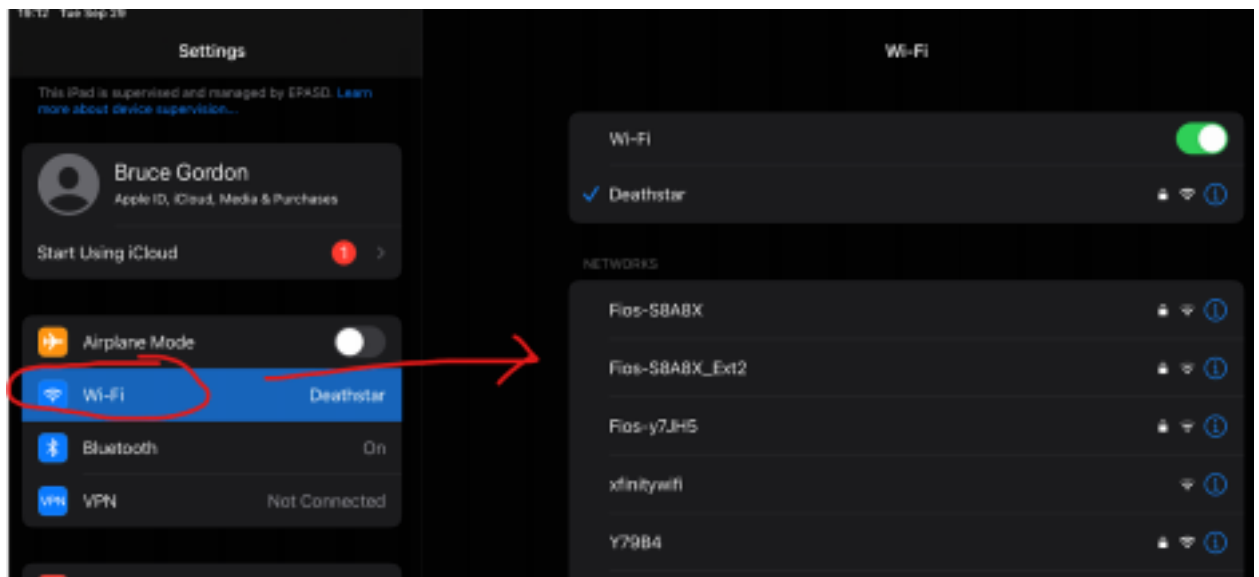 Tue Sep
Settings
This iPad is supervised and managed by EPASD. Learn
more about device supervision...
Bruce Gordon
Apple ID, iCloud, Media & Purchases
Start Using iCloud
1
Airplane Mode
Wi-Fi
Deathstar
Bluetooth
On
VPN
VPN
Not Connected
Wi-Fi
Wi-Fi
Deathstar
NETWORKS
Fios-S8A8X
Fios-S8A8X_Ext2
Fios-y7JH5
xfinitywifi
Y79B4